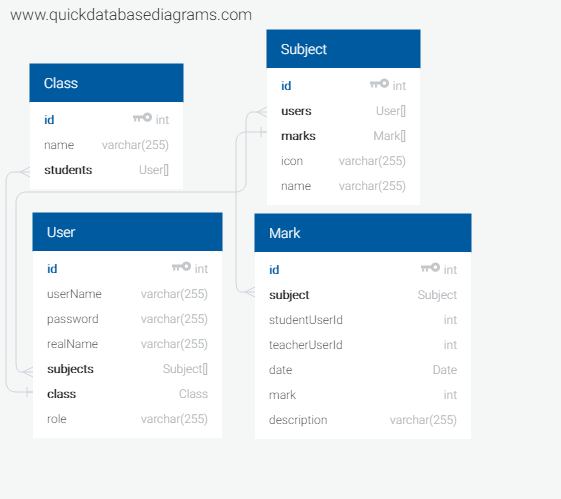 www.quickdatabasediagrams.com
Class
id int
name varchar(255)
students User[]
Subject
id int
users User[]
marks Mark[]
icon varchar(255)
name varchar(255)
User
id int
userName varchar(255)
password varchar(255)
realName varchar(255)
subjects Subject[]
class Class
role varchar(255)
Mark
id int
subject Subject
studentUserId int
teacherUserId int
date Date
mark int
description varchar(255)